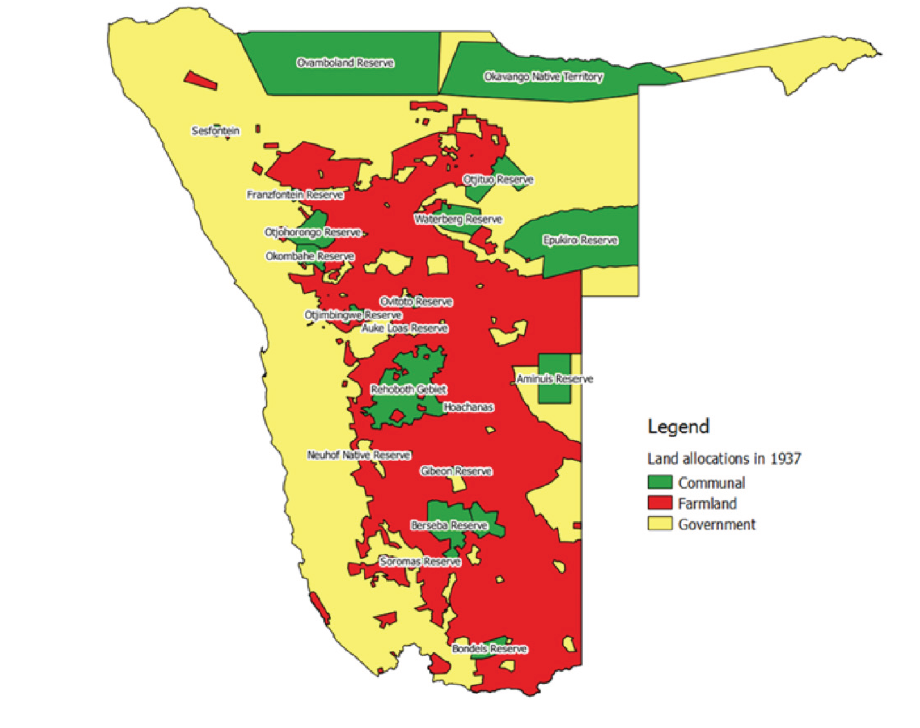 Ovamboland Reserve
Okavango Native Territory
Sesfontein
Otjituo Reserve
Franzfontein Reserve
Waterberg Reserve
Otjohorongo Reserve
Epukiro Reserve
Okombahe Reserve
Ovitoto Reserve
Otjimbingwe Reserve
Auke Loas Reserve
Aminuis Reserve
Rehoboth Gebiet
Hoachanas
Neuhof Native Reserve
Gibeon Reserve
Berseba Reserve
Soromas Reserve
Bondels Reserve
Legend
Land allocations in 1937
Communal
Farmland
Government